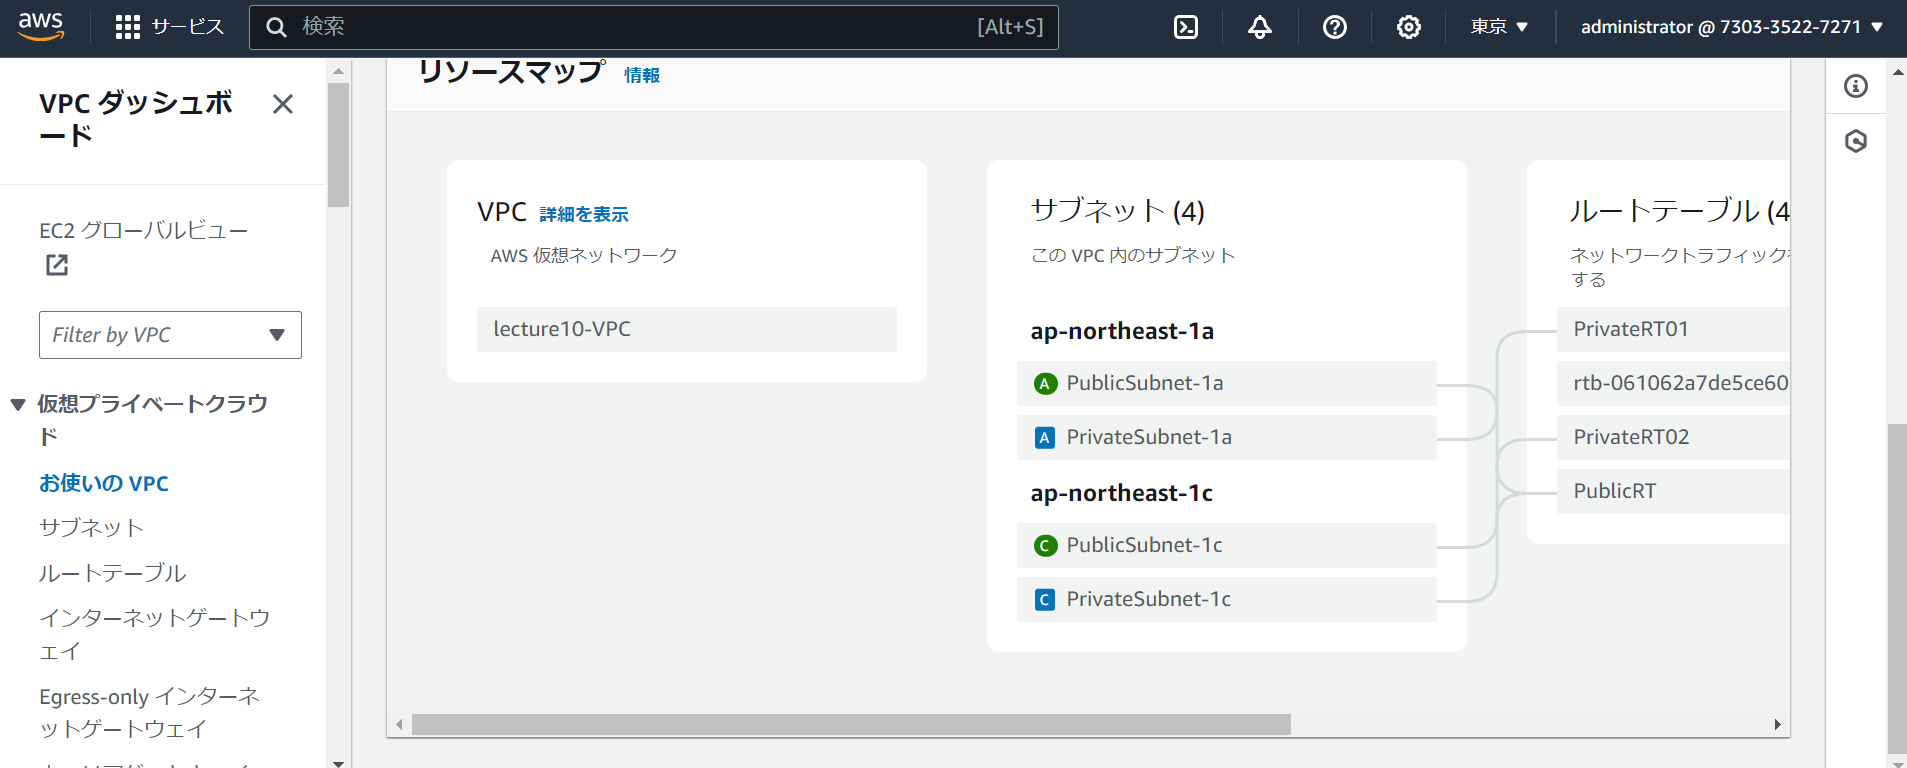 aws
サービス
検索
[Alt+S]
東京
administrator @ 7303-3522-7271
VPC ダッシュボ
ード
EC2 グローバルビュー
Filter by VPC
仮想プライベートクラウ
ド
お使いの VPC
サブネット
ルートテーブル
インターネットゲートウ
ェイ
Egress-only インターネ
ットゲートウェイ
リソースマップ 情報
VPC 詳細を表示
AWS 仮想ネットワーク
lecture10-VPC
サブネット (4)
この VPC 内のサブネット
ap-northeast-1a
A PublicSubnet-1a
A PrivateSubnet-1a
ap-northeast-1c
C PublicSubnet-1c
C PrivateSubnet-1c
ルートテーブル (4
ネットワークトラフィック
する
PrivateRT01
rtb-061062a7de5ce60
PrivateRT02
PublicRT